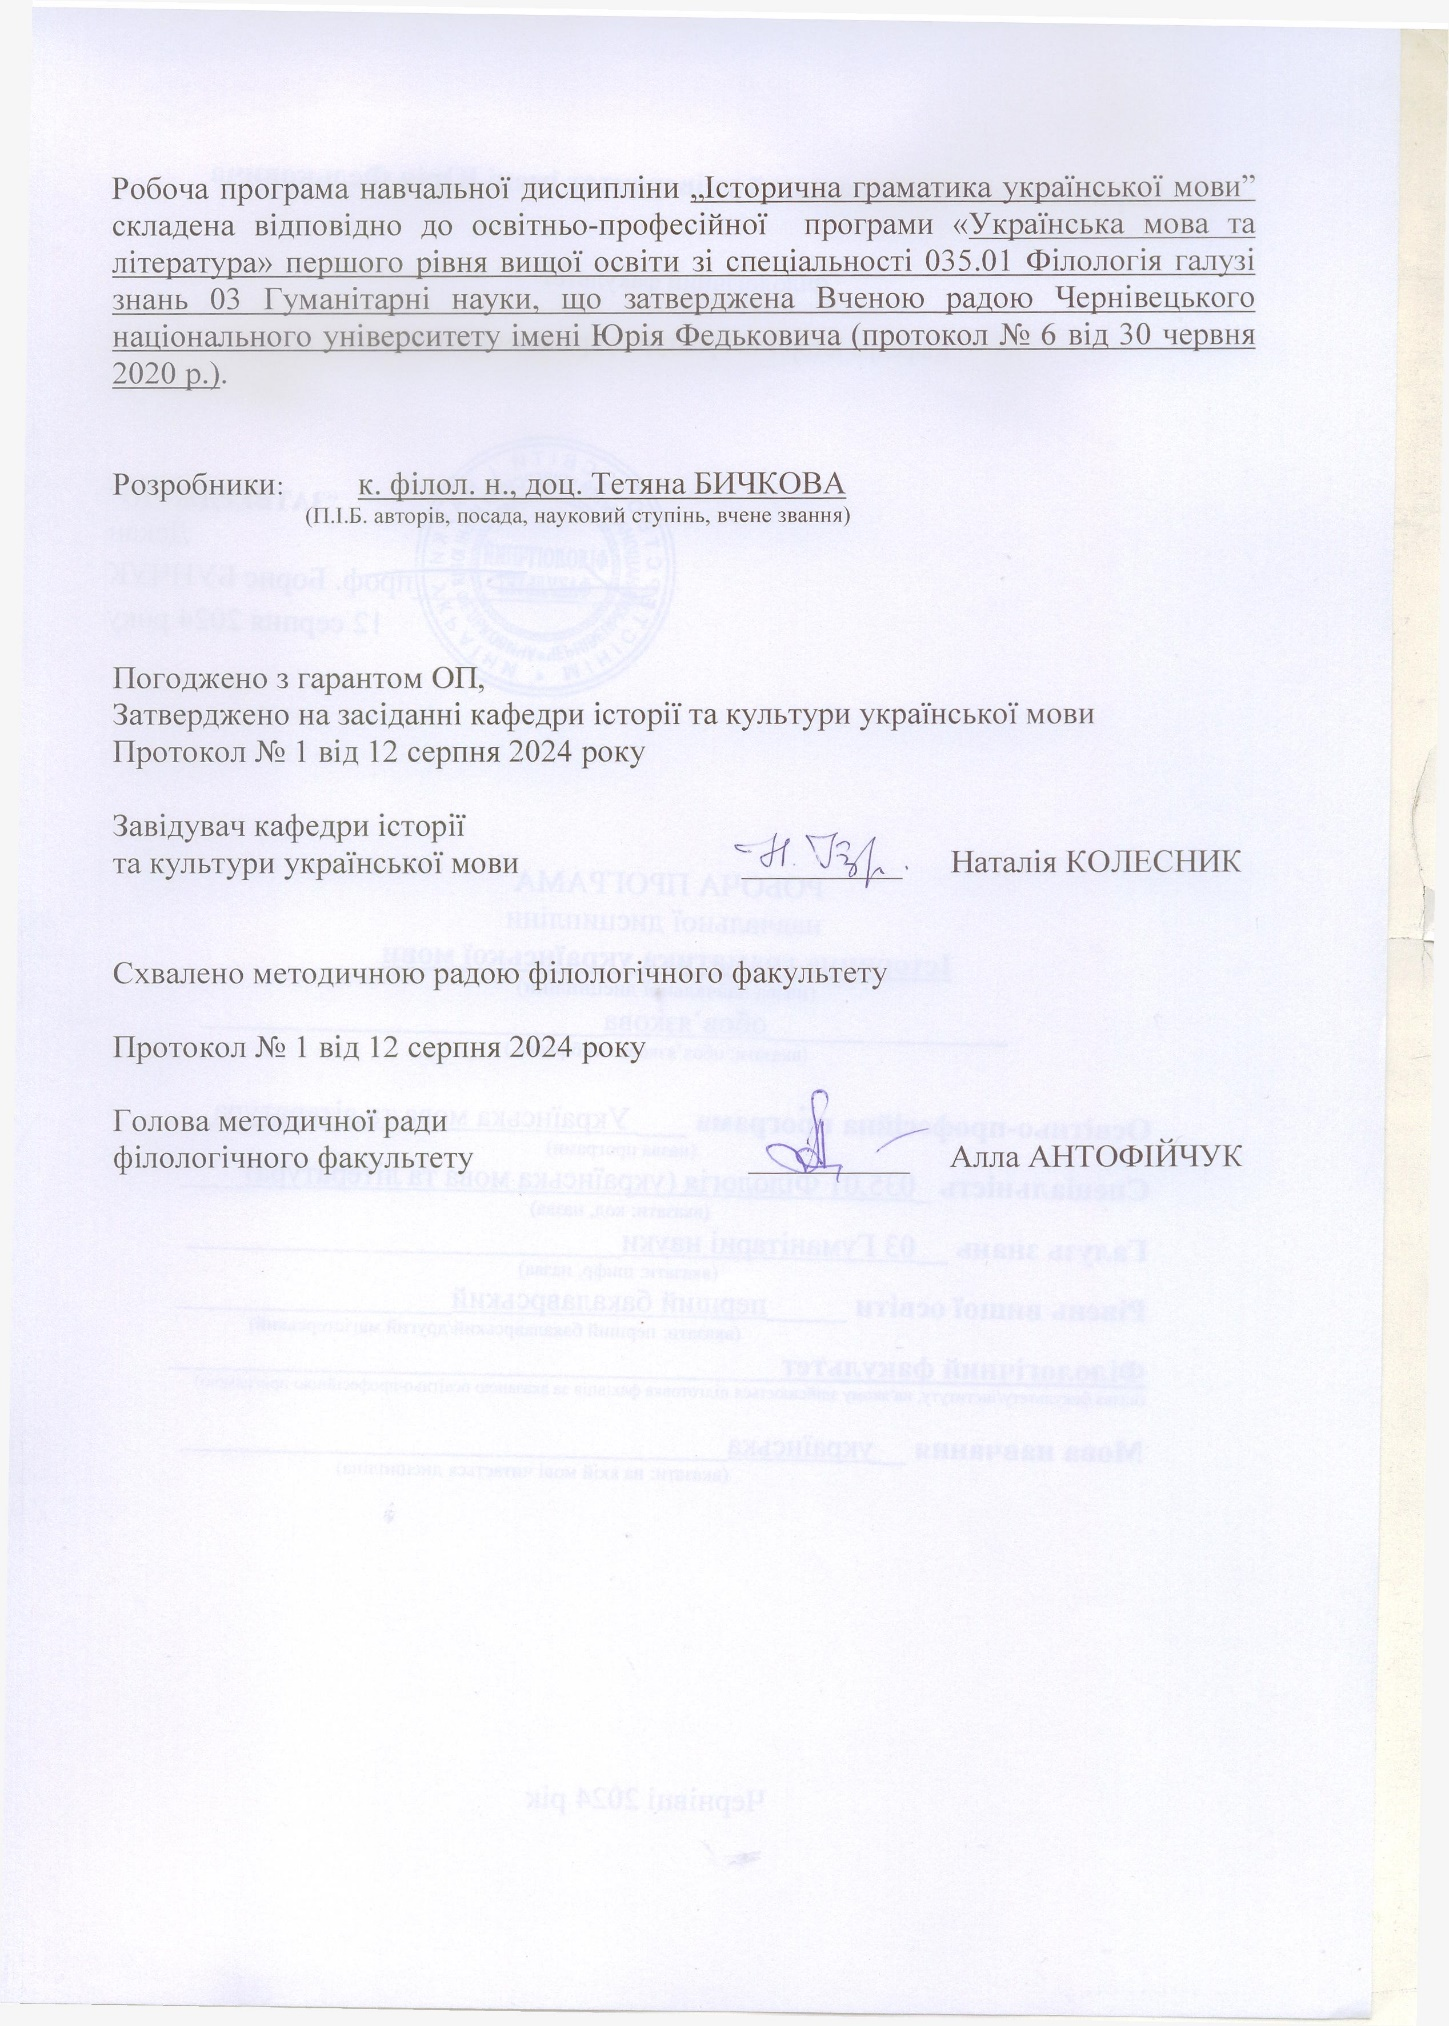 Робоча програма навчальної дисципліни „Історична граматика української мови”
складена відповідно до освітньо-професійної програми «Українська мова та
література» першого рівня вищої освіти зі спеціальності 035.01 Філологія галузі
знань 03 Гуманітарні науки, що затверджена Вченою радою Чернівецького
національного університету імені Юрія Федьковича (протокол № 6 від 30 червня
2020 р.).
Розробники: к. філол. н., доц. Тетяна БИЧКОВА
(П.І.Б. авторів, посада, науковий ступінь, вчене звання)
Погоджено з гарантом ОП,
Затверджено на засіданні кафедри історії та культури української мови
Протокол № 1 від 12 серпня 2024 року
Завідувач кафедри історії
та культури української мови Наталія КОЛЕСНИК
Схвалено методичною радою філологічного факультету
Протокол № 1 від 12 серпня 2024 року
Голова методичної ради
філологічного факультету Алла АНТОФІЙЧУК